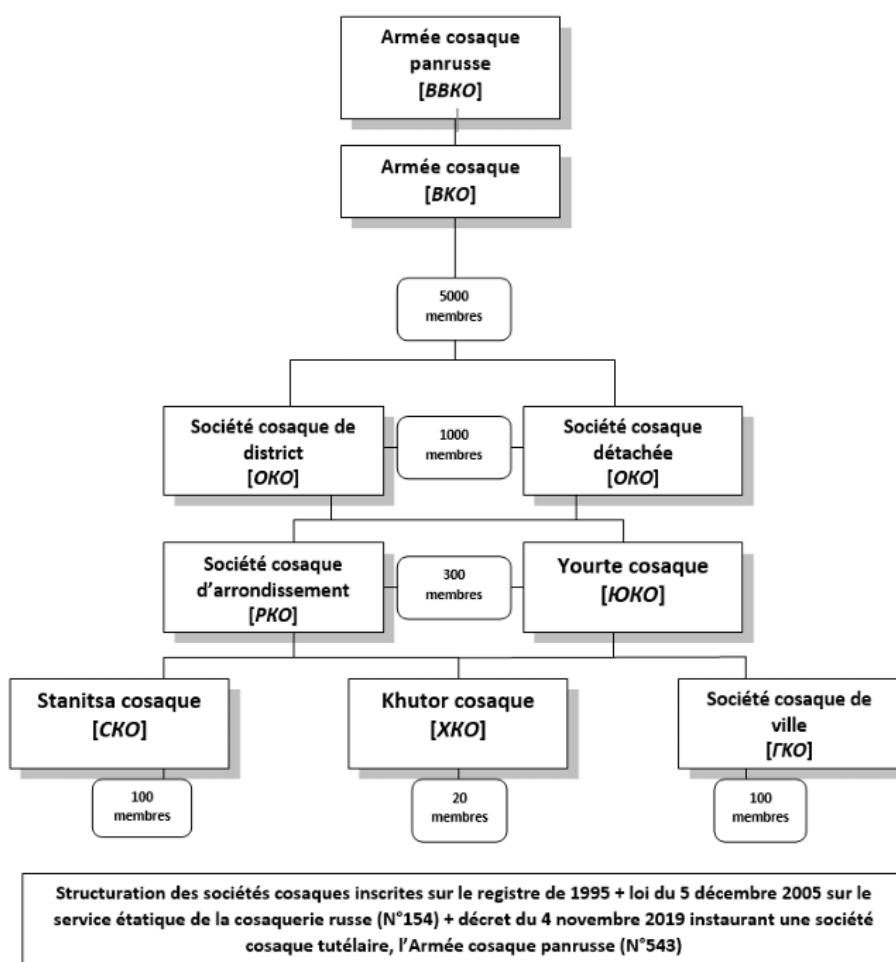 Armée cosaque
panrusse
[ВВКО]
Armée cosaque
[ВКО]
5000
membres
Société cosaque de
district
[ОКО]
1000
membres
Société cosaque
détachée
[ОКО]
Société cosaque
d'arrondissement
[РКО]
300
membres
Yourte cosaque
[ЮКО]
Stanitsa cosaque
[СКО]
Khutor cosaque
[ХКО]
Société cosaque de
ville
[ГКО]
100
membres
20
membres
100
membres
Structuration des sociétés cosaques inscrites sur le registre de 1995 + loi du 5 décembre 2005 sur le
service étatique de la cosaquerie russe (N°154) + décret du 4 novembre 2019 instaurant une société
cosaque tutélaire, l'Armée cosaque panrusse (N°543)